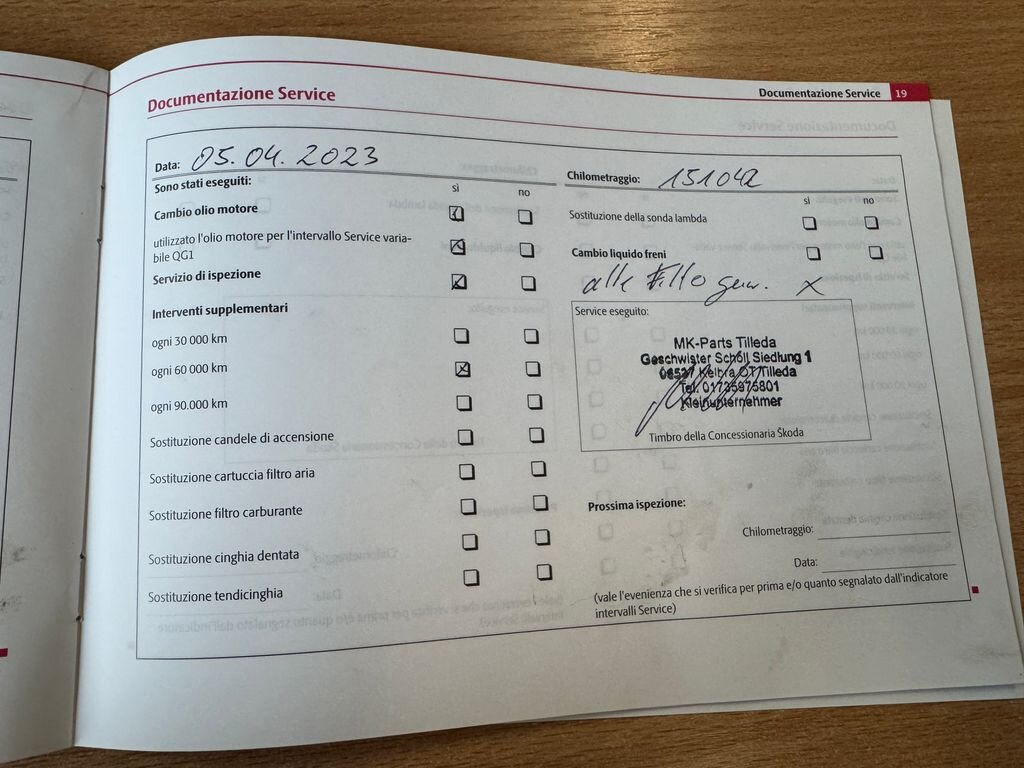 Documentazione Service 19
Documentazione Service
Data: 05.04.2023
Sono stati eseguiti:
sì no
Cambio olio motore
utilizzato l'olio motore per l'intervallo Service varia-
bile QG1
Servizio di ispezione
Interventi supplementari
ogni 30 000 km
ogni 60 000 km
ogni 90.000 km
Sostituzione candele di accensione
Sostituzione cartuccia filtro aria
Sostituzione filtro carburante
Sostituzione cinghia dentata
Sostituzione tendicinghia
Chilometraggio: 151042
sì no
Sostituzione della sonda lambda
Cambio liquido freni
alle gew. X
Service eseguito:
MK-Parts Tilleda
Geschwister Scholl Siedlung 1
06537 Kelbra OT Tilleda
Tel. 01735975801
Kleinunternehmer
Timbro della Concessionaria Škoda
Prossima ispezione:
Chilometraggio:
Data:
(vale l'evenienza che si verifica per prima e/o quanto segnalato dall'indicatore
intervalli Service)